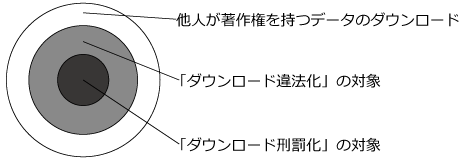 他人が著作権を持つデータのダウンロード
「ダウンロード違法化」の対象
「ダウンロード刑罰化」の対象